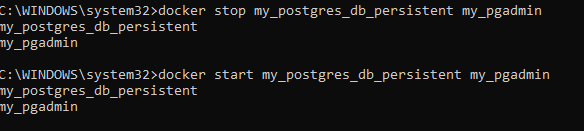 C:\WINDOWS\system32>docker stop my_postgres_db_persistent my_pgadmin
my_postgres_db_persistent
my_pgadmin
C:\WINDOWS\system32>docker start my_postgres_db_persistent my_pgadmin
my_postgres_db_persistent
my_pgadmin